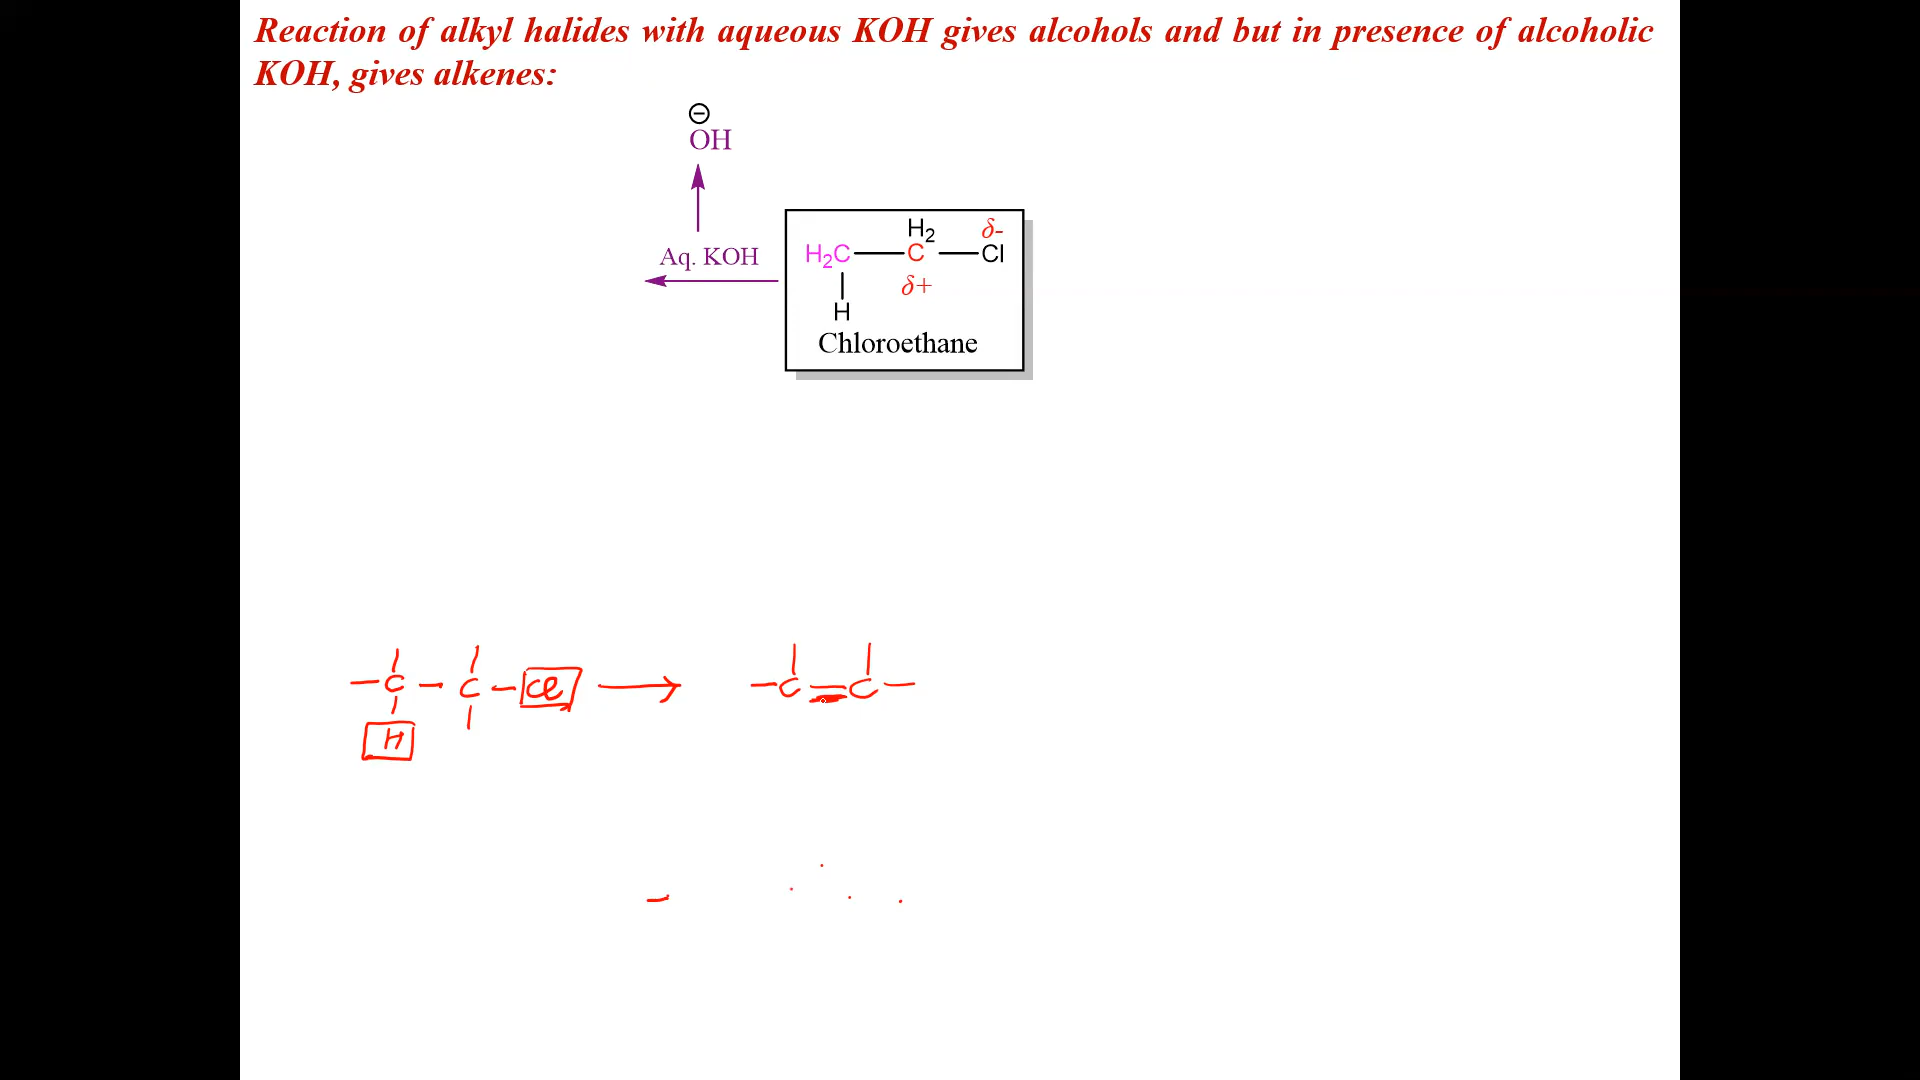 Reaction of alkyl halides with aqueous KOH gives alcohols and but in presence of alcoholic
KOH, gives alkenes:
⊖
OH
Aq. KOH
H2 δ-
H2C—C—Cl
δ+
H
Chloroethane
–C–C–Cl → –C=C–
H